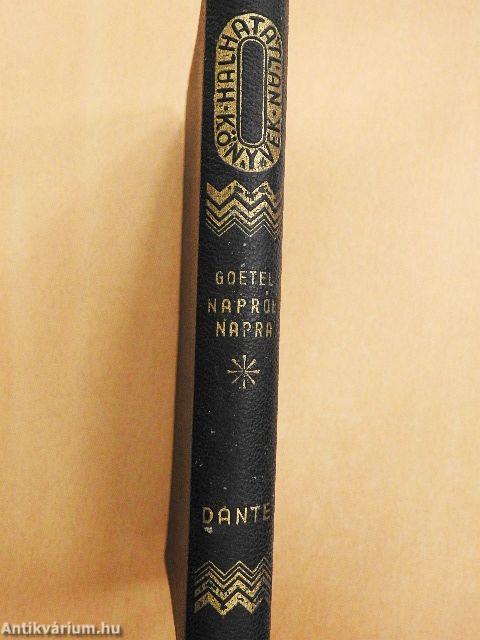 HALHATATLAN KÖNYVEK
GOETEL
NAPRÓL
NAPRA
DANTE
Antikvárium.hu